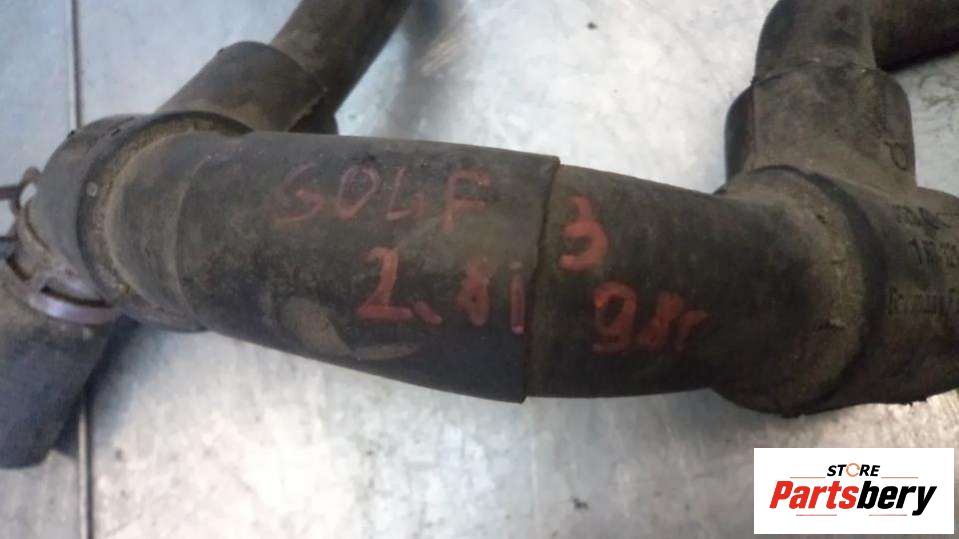 GOLF 3
2.8i 98r
STORE
Partsbery